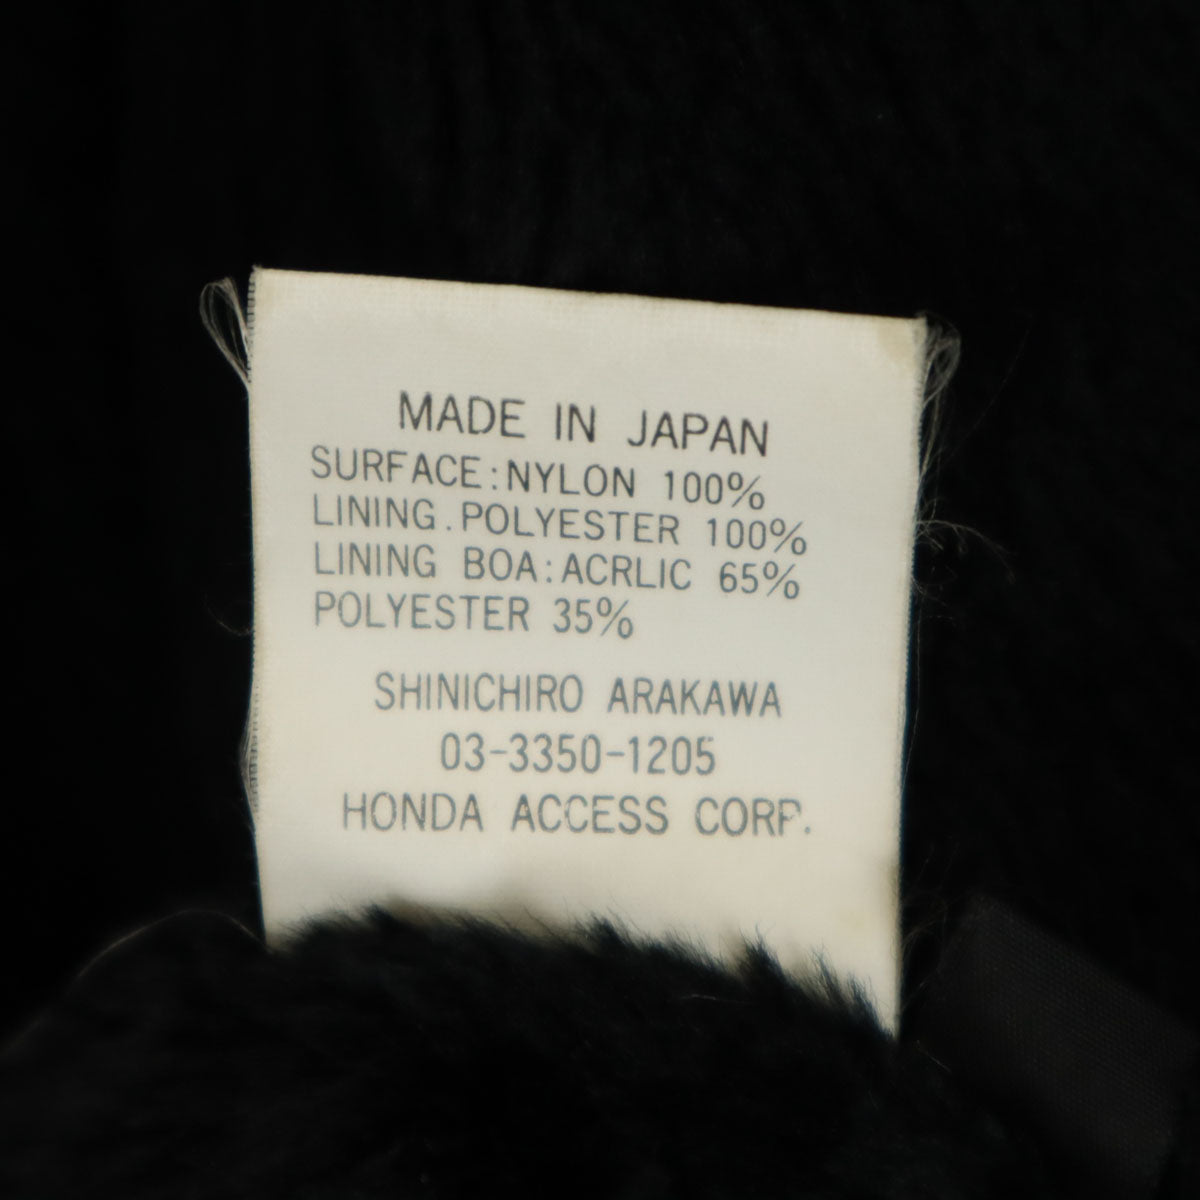 MADE IN JAPAN
SURFACE:NYLON 100%
LINING.POLYESTER 100%
LINING BOA:ACRLIC 65%
POLYESTER 35%
SHINICHIRO ARAKAWA
03-3350-1205
HONDA ACCESS CORP.